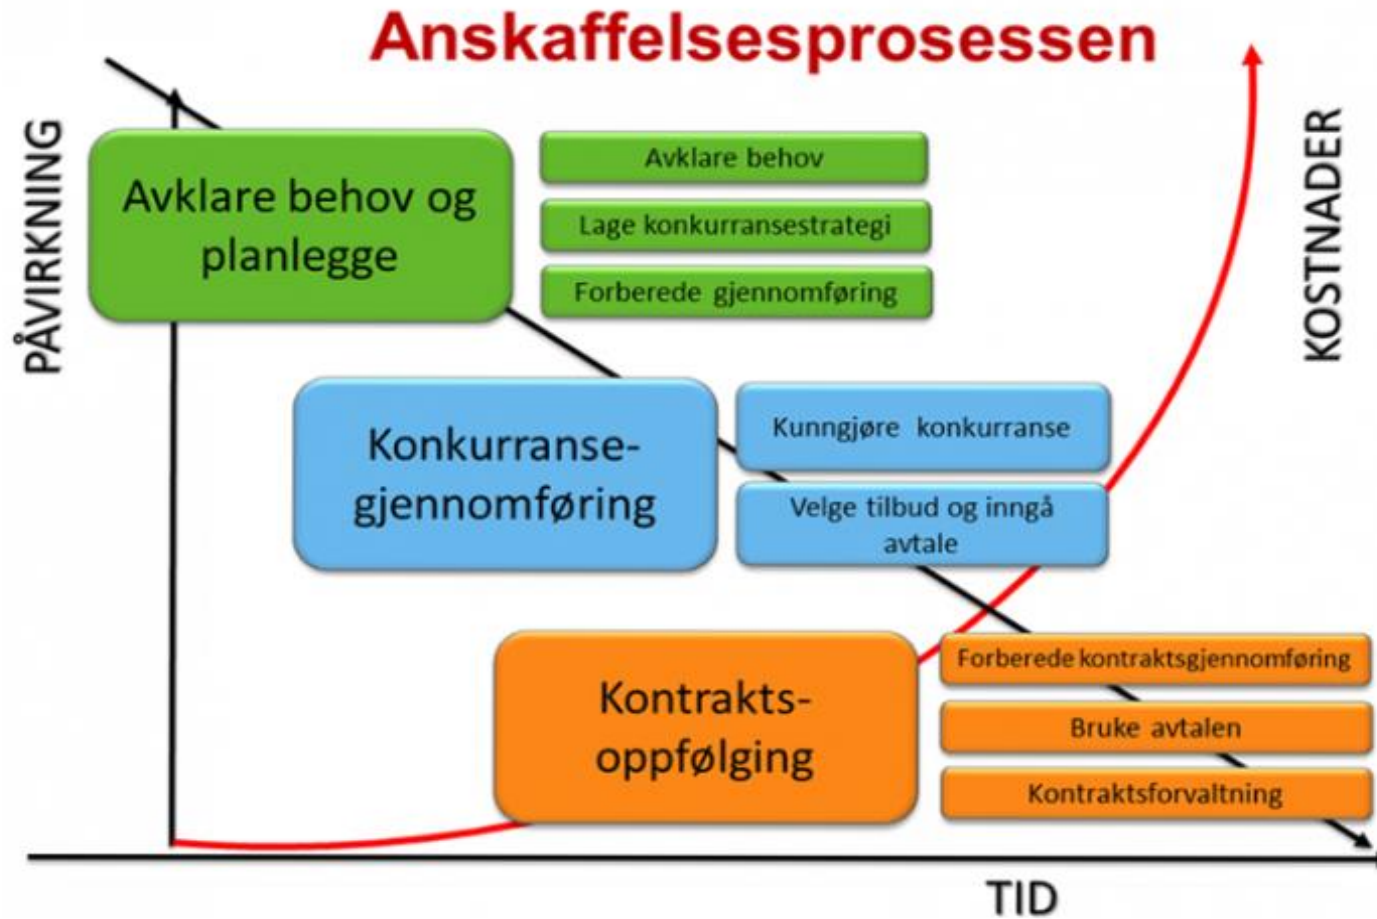 Anskaffelsesprosessen
PÅVIRKNING
KOSTNADER
Avklare behov og
planlegge
Avklare behov
Lage konkurransestrategi
Forberede gjennomføring
Konkurranse-
gjennomføring
Kunngjøre konkurranse
Velge tilbud og inngå
avtale
Kontrakts-
oppfølging
Forberede kontraktsgjennomføring
Bruke avtalen
Kontraktsforvaltning
TID